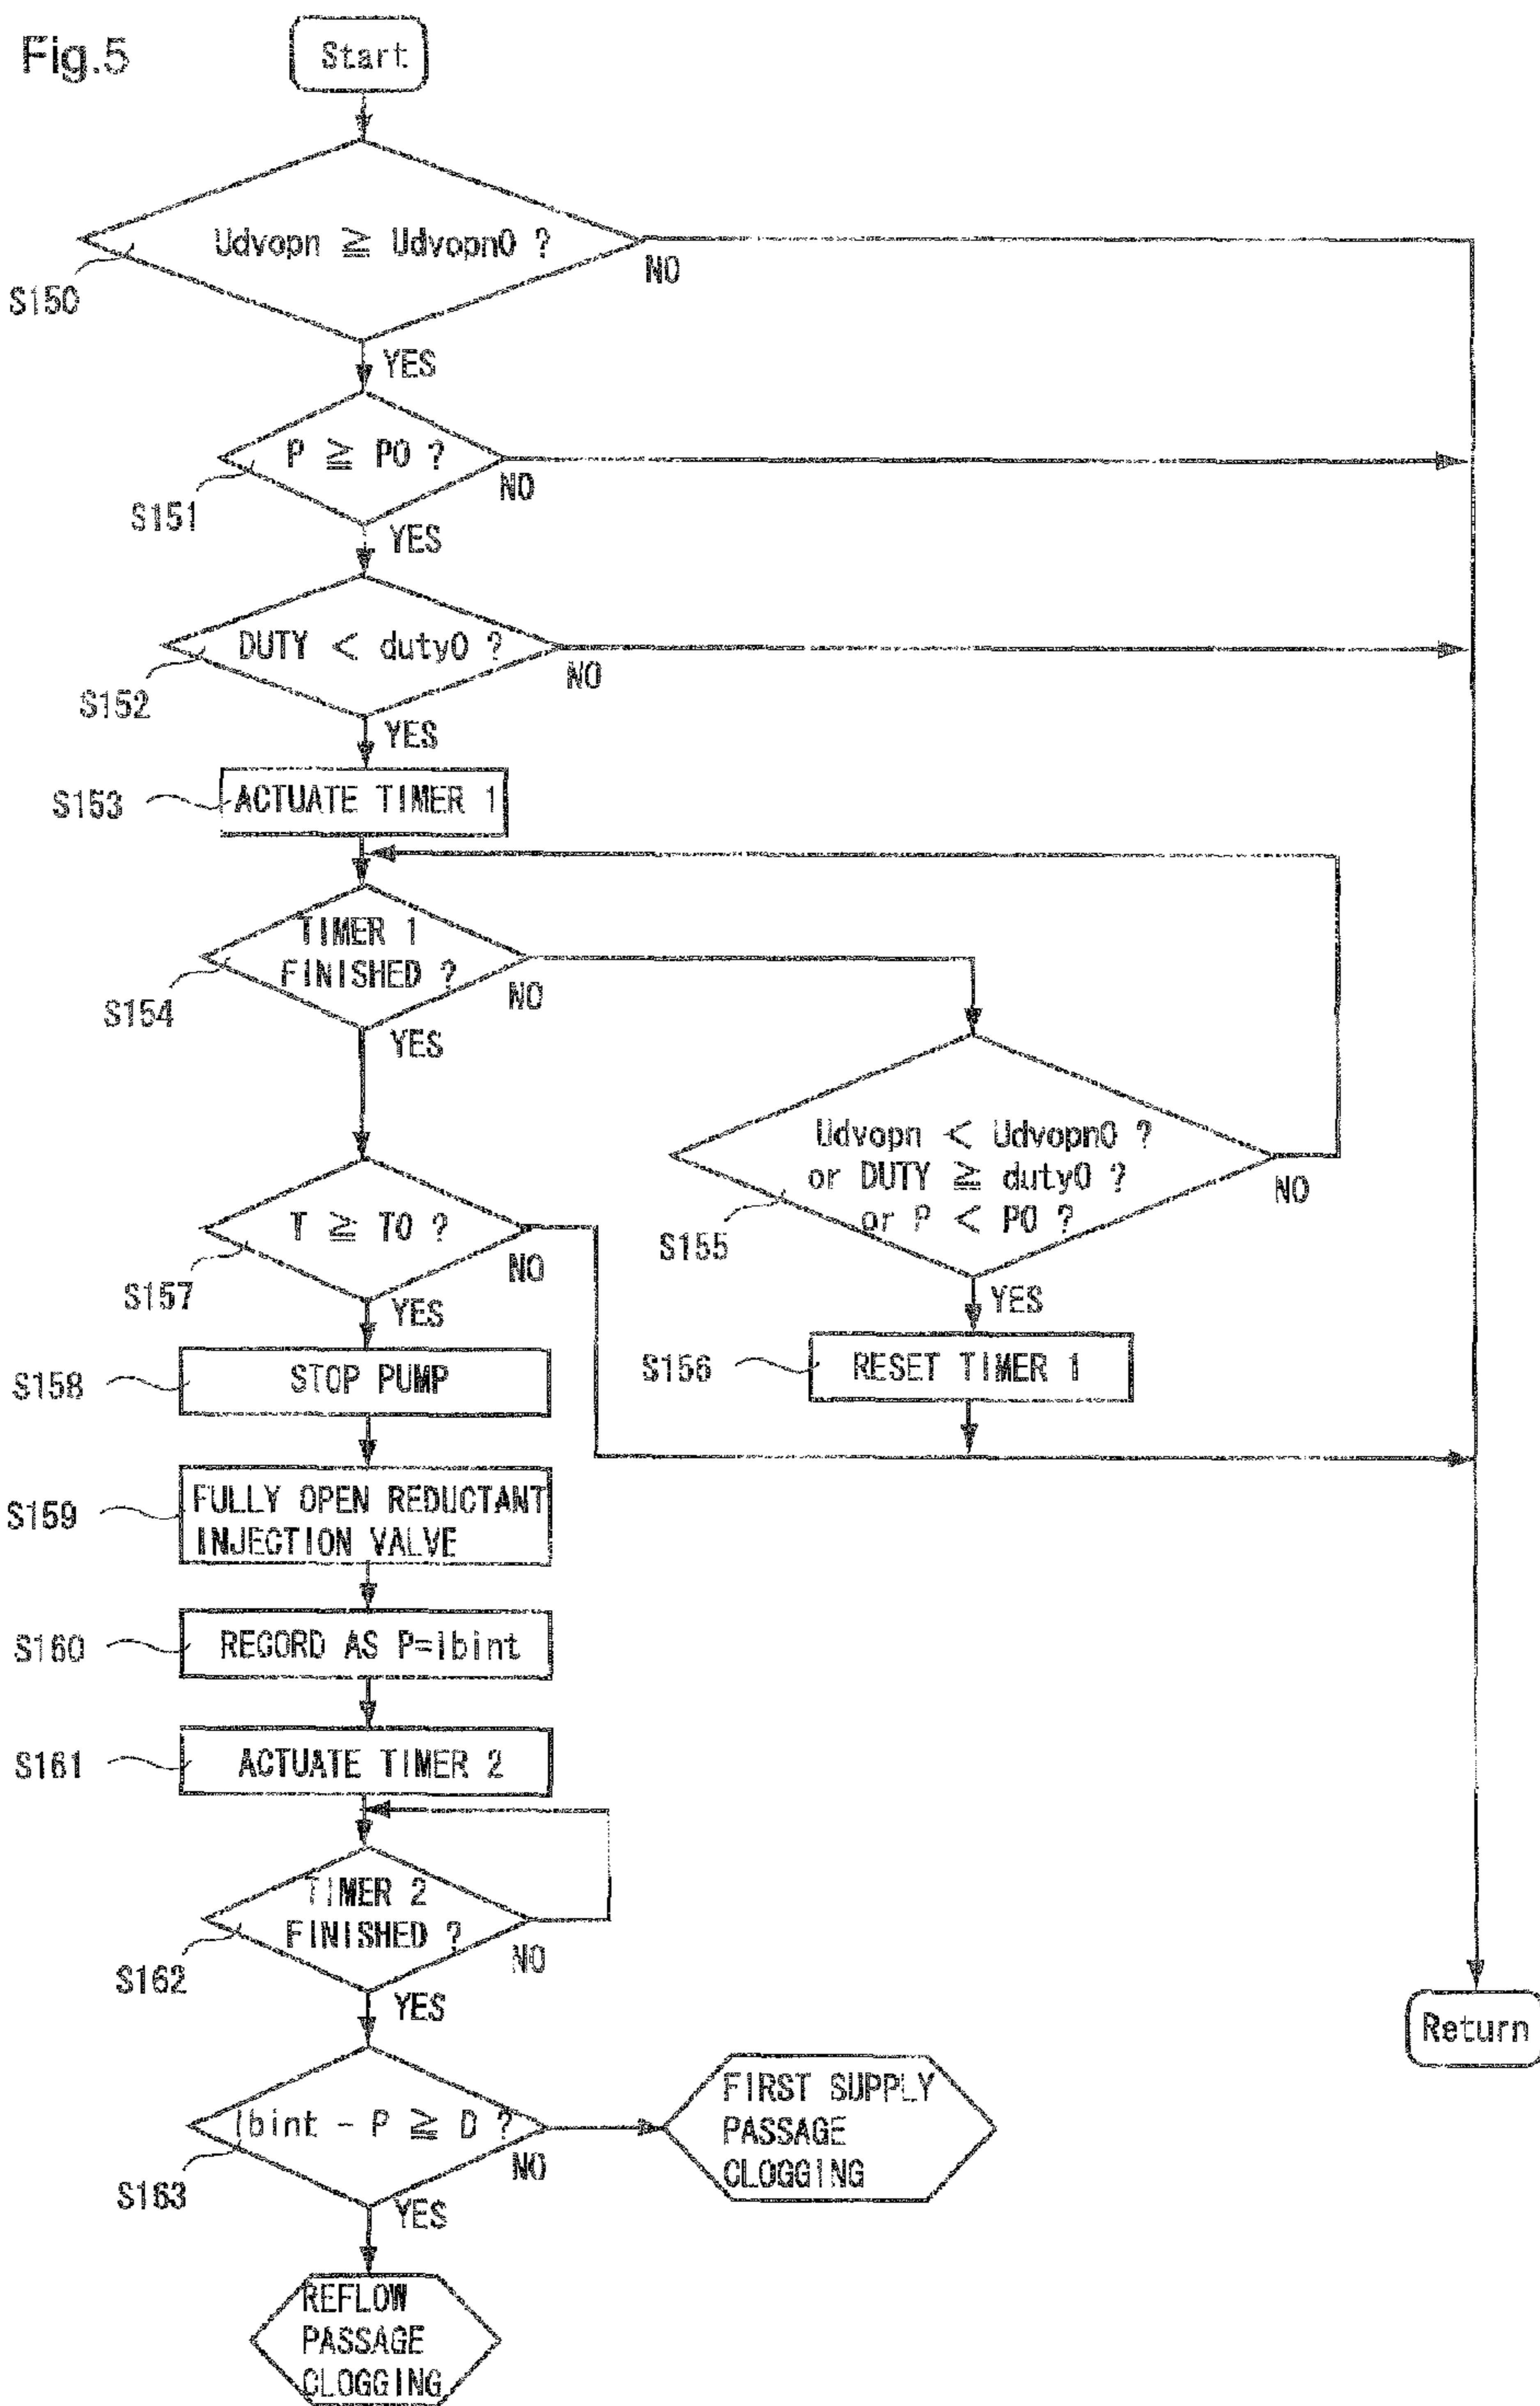 Fig.5
Start
Udvopn ≧ Udvopn0 ?
NO
S150
YES
P ≧ P0 ?
NO
S151
YES
DUTY < duty0 ?
NO
S152
YES
S153
ACTUATE TIMER 1
TIMER 1
FINISHED ?
NO
S154
YES
Udvopn < Udvopn0 ?
or DUTY ≧ duty0 ?
or P < P0 ?
NO
S155
YES
T ≧ T0 ?
NO
S157
YES
S156
RESET TIMER 1
S158
STOP PUMP
S159
FULLY OPEN REDUCTANT
INJECTION VALVE
S160
RECORD AS P=Ibint
S161
ACTUATE TIMER 2
TIMER 2
FINISHED ?
NO
S162
YES
Return
Ibint - P ≧ D ?
NO
S163
YES
FIRST SUPPLY
PASSAGE
CLOGGING
REFLOW
PASSAGE
CLOGGING